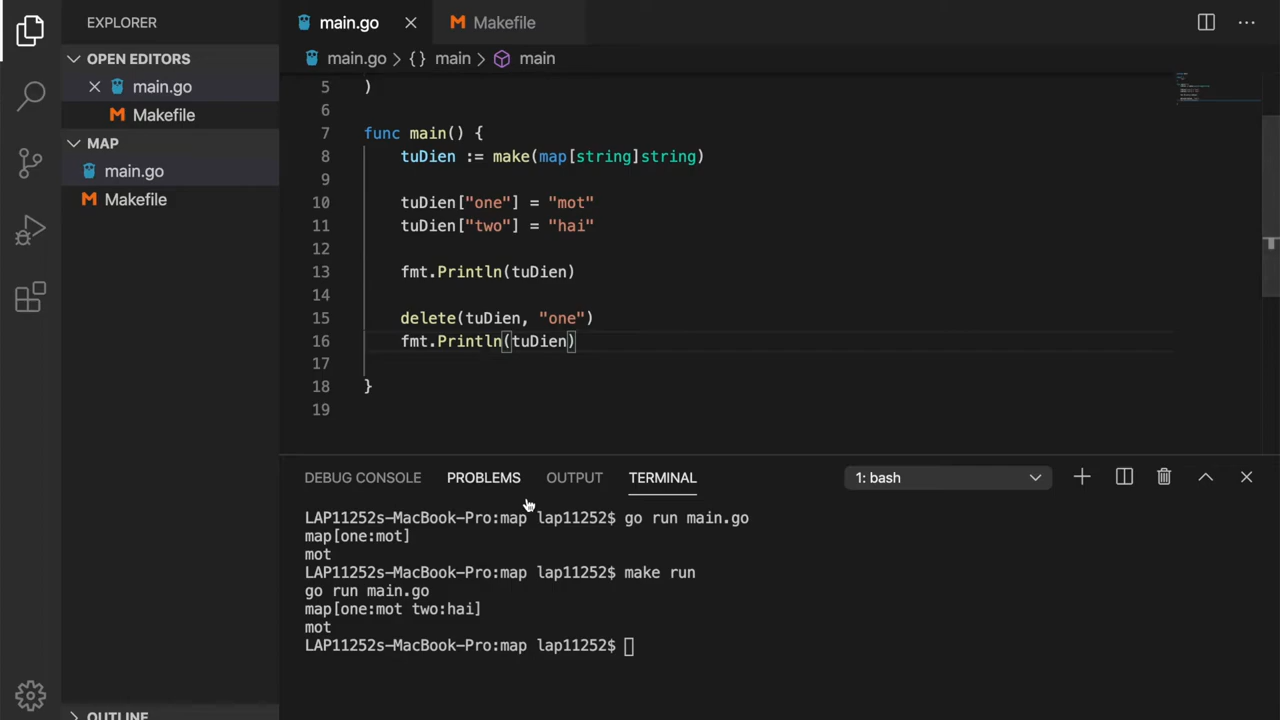 EXPLORER
main.go
Makefile
OPEN EDITORS
main.go > {} main > main
main.go
Makefile
MAP
main.go
Makefile
5 )
6
7 func main() {
8 tuDien := make(map[string]string)
9
10 tuDien["one"] = "mot"
11 tuDien["two"] = "hai"
12
13 fmt.Println(tuDien)
14
15 delete(tuDien, "one")
16 fmt.Println(tuDien)
17
18 }
19
DEBUG CONSOLE PROBLEMS OUTPUT TERMINAL 1: bash
LAP11252s-MacBook-Pro:map lap11252$ go run main.go
map[one:mot]
mot
LAP11252s-MacBook-Pro:map lap11252$ make run
go run main.go
map[one:mot two:hai]
mot
LAP11252s-MacBook-Pro:map lap11252$
OUTLINE